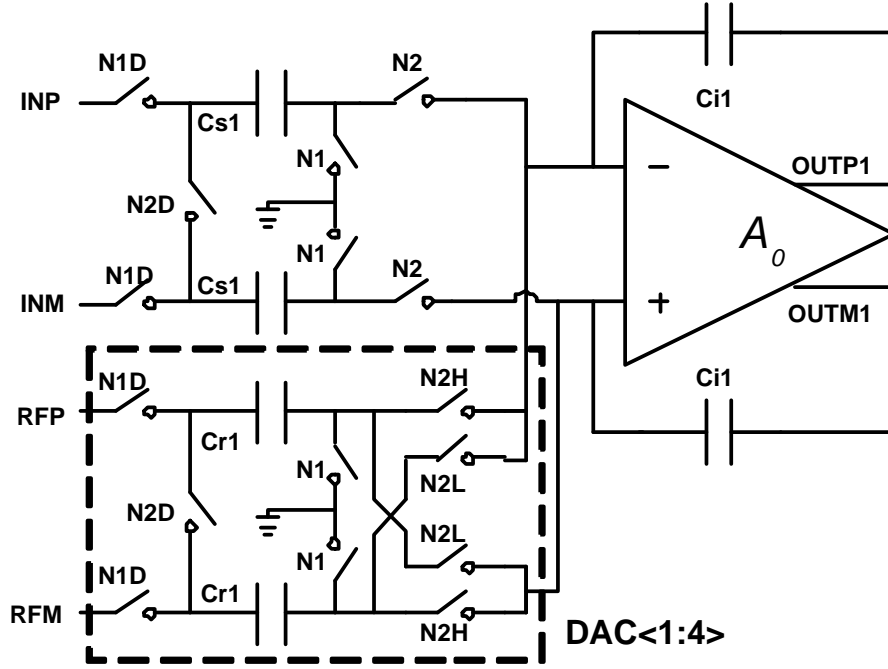 N1D
N2
INP
Cs1
Ci1
N1
OUTP1
−
N2D
A0
N1
N1D
Cs1
N2
INM
+
OUTM1
N1D
N2H
Ci1
RFP
Cr1
N1
N2L
N2D
N2L
N1
N1D
Cr1
RFM
N2H
DAC<1:4>